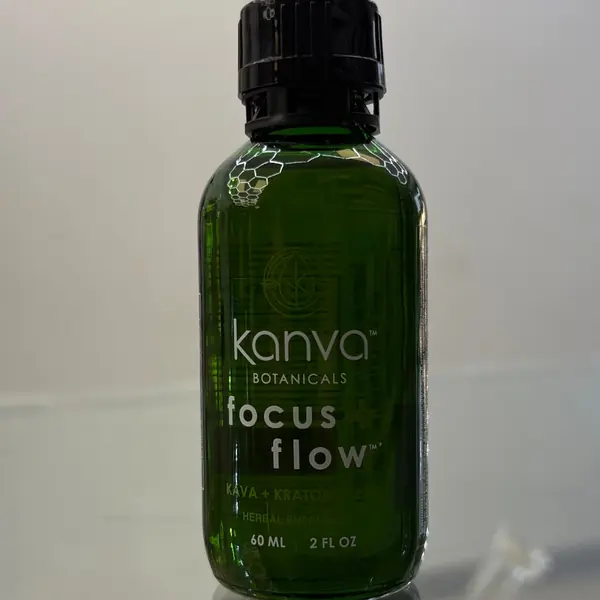 kanva™
BOTANICALS
focus +
flow™*
KAVA + KRATOM
HERBAL
60 ML 2 FL OZ